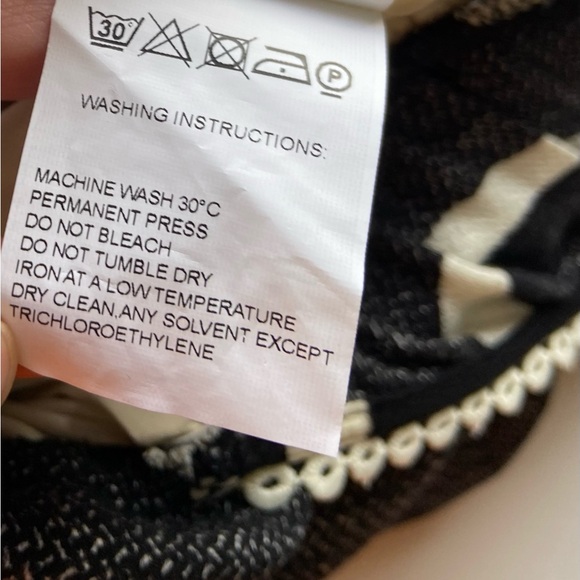 30
P
WASHING INSTRUCTIONS:
MACHINE WASH 30°C
PERMANENT PRESS
DO NOT BLEACH
DO NOT TUMBLE DRY
IRON AT A LOW TEMPERATURE
DRY CLEAN,ANY SOLVENT EXCEPT
TRICHLOROETHYLENE